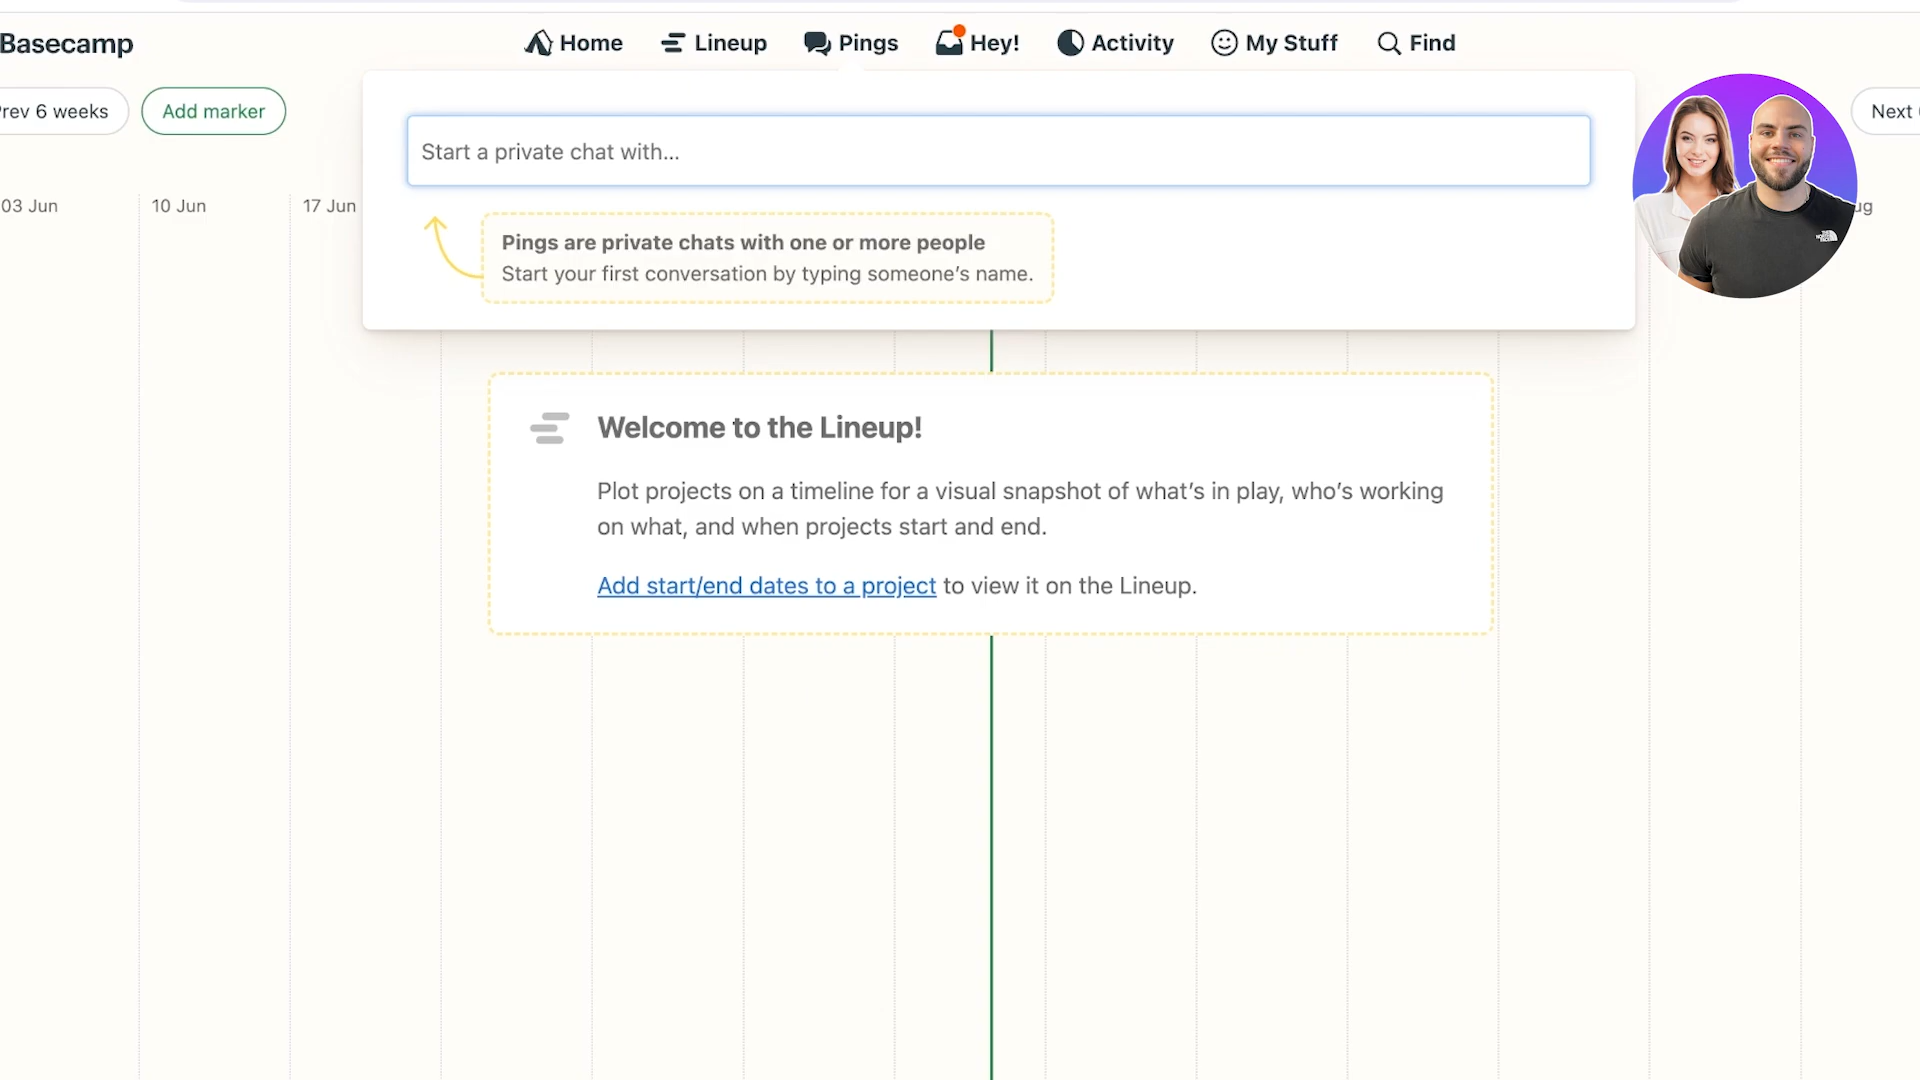 Basecamp
Home
Lineup
Pings
Hey!
Activity
My Stuff
Find
Prev 6 weeks
Add marker
Next
Start a private chat with...
03 Jun
10 Jun
17 Jun
Pings are private chats with one or more people
Start your first conversation by typing someone’s name.
Welcome to the Lineup!
Plot projects on a timeline for a visual snapshot of what’s in play, who’s working
on what, and when projects start and end.
Add start/end dates to a project to view it on the Lineup.